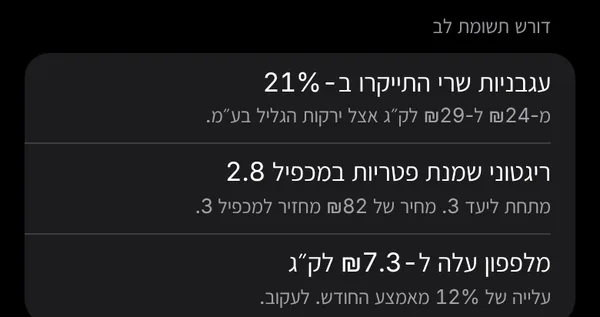 דורש תשומת לב
עגבניות שרי התייקרו ב-21%
מ-₪24 ל-₪29 לק״ג אצל ירקות הגליל בע״מ.
ריגטוני שמנת פטריות במכפיל 2.8
מתחת ליעד 3. מחיר של ₪82 מחזיר למכפיל 3.
מלפפון עלה ל-₪7.3 לק״ג
עלייה של 12% מאמצע החודש. לעקוב.